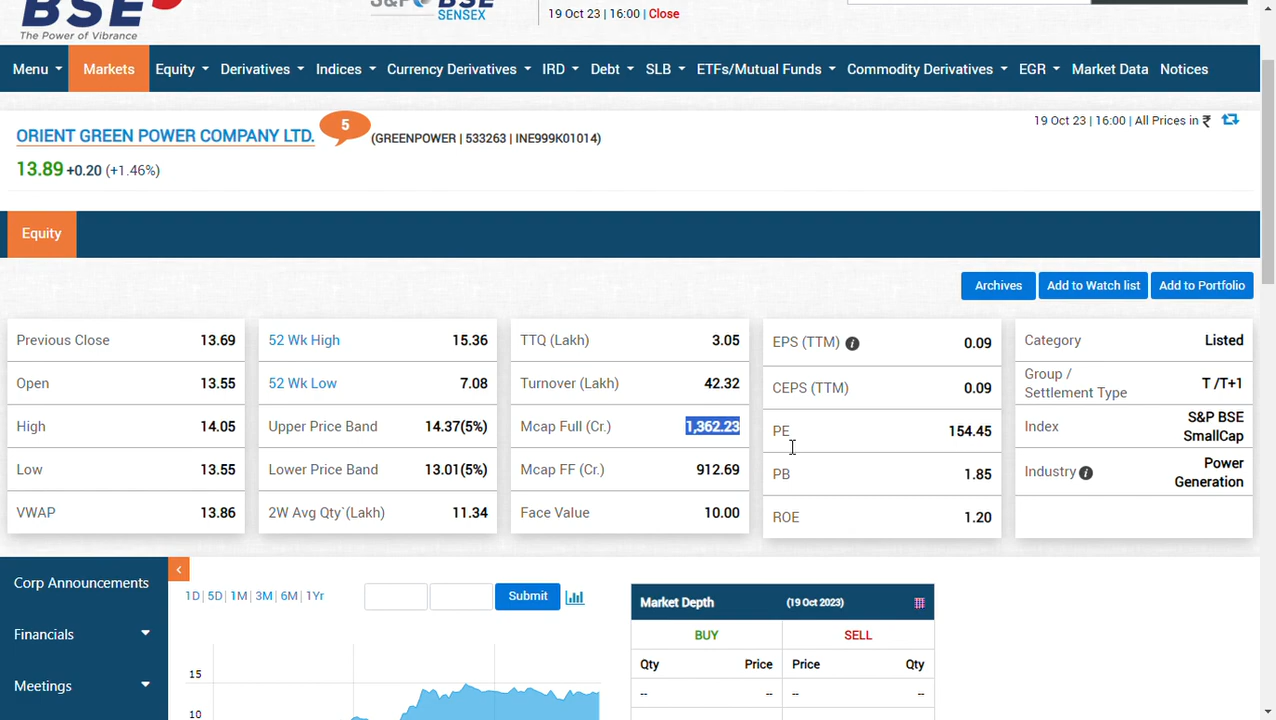 BSE
The Power of Vibrance
S&P BSE
SENSEX
19 Oct 23 | 16:00 | Close
Menu Markets Equity Derivatives Indices Currency Derivatives IRD Debt SLB ETFs/Mutual Funds Commodity Derivatives EGR Market Data Notices
ORIENT GREEN POWER COMPANY LTD. 5 (GREENPOWER | 533263 | INE999K01014)
19 Oct 23 | 16:00 | All Prices in ₹
13.89 +0.20 (+1.46%)
Equity
Archives Add to Watch list Add to Portfolio
Previous Close 13.69
Open 13.55
High 14.05
Low 13.55
VWAP 13.86
52 Wk High 15.36
52 Wk Low 7.08
Upper Price Band 14.37(5%)
Lower Price Band 13.01(5%)
2W Avg Qty`(Lakh) 11.34
TTQ (Lakh) 3.05
Turnover (Lakh) 42.32
Mcap Full (Cr.) 1,362.23
Mcap FF (Cr.) 912.69
Face Value 10.00
EPS (TTM) i 0.09
CEPS (TTM) 0.09
PE 154.45
PB 1.85
ROE 1.20
Category Listed
Group /
Settlement Type T /T+1
Index S&P BSE
SmallCap
Industry i Power
Generation
Corp Announcements
Financials
Meetings
1D | 5D | 1M | 3M | 6M | 1Yr Submit
15
10
Market Depth (19 Oct 2023)
BUY SELL
Qty Price Price Qty
-- -- -- --